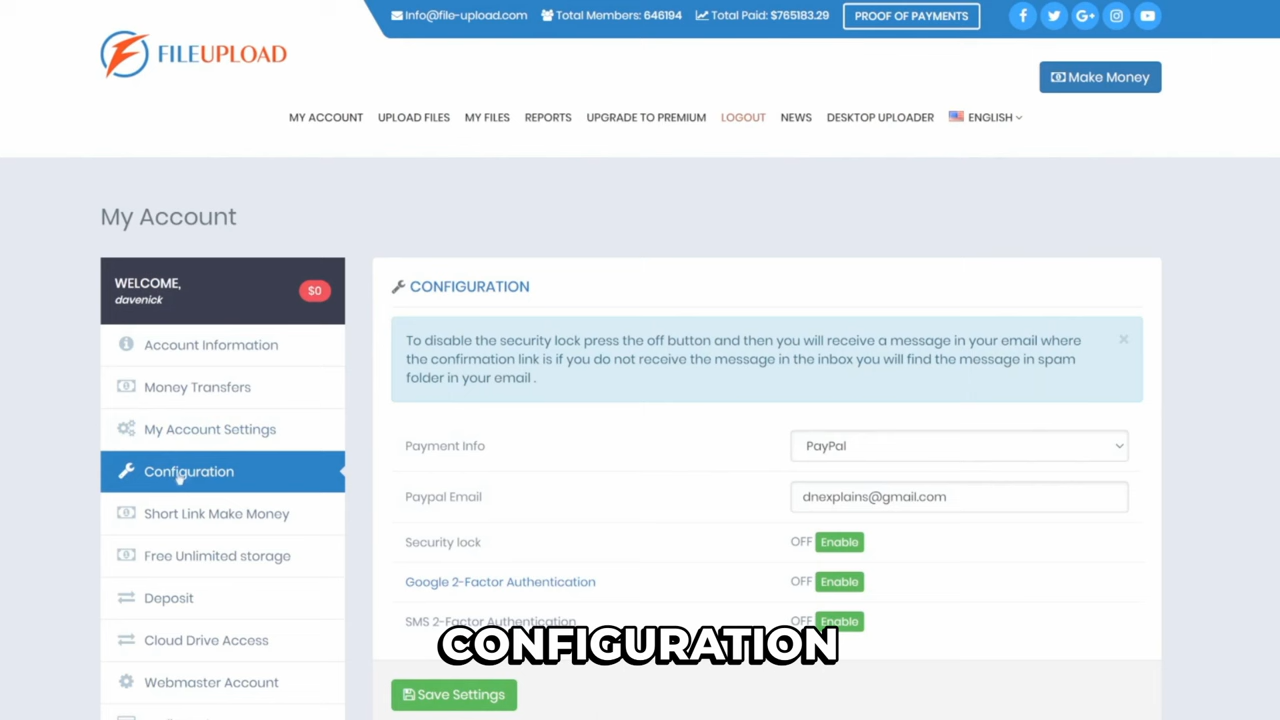 Info@file-upload.com Total Members: 646194 Total Paid: $765183.29 PROOF OF PAYMENTS
FILEUPLOAD
Make Money
MY ACCOUNT UPLOAD FILES MY FILES REPORTS UPGRADE TO PREMIUM LOGOUT NEWS DESKTOP UPLOADER ENGLISH
My Account
WELCOME,
davenick
$0
Account Information
Money Transfers
My Account Settings
Configuration
Short Link Make Money
Free Unlimited storage
Deposit
Cloud Drive Access
Webmaster Account
CONFIGURATION
To disable the security lock press the off button and then you will receive a message in your email where
the confirmation link is if you do not receive the message in the inbox you will find the message in spam
folder in your email .
Payment Info PayPal
Paypal Email dnexplains@gmail.com
Security lock OFF Enable
Google 2-Factor Authentication OFF Enable
SMS 2-Factor Authentication OFF Enable
CONFIGURATION
Save Settings